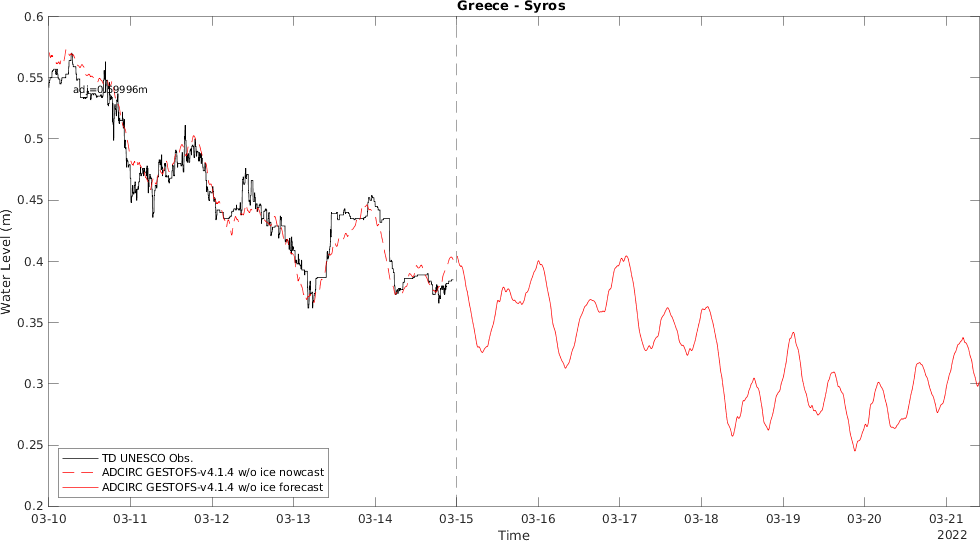 Greece - Syros
0.6
0.55
0.5
0.45
0.4
0.35
0.3
0.25
0.2
Water Level (m)
TD UNESCO Obs.
ADCIRC GESTOFS-v4.1.4 w/o ice nowcast
ADCIRC GESTOFS-v4.1.4 w/o ice forecast
03-10 03-11 03-12 03-13 03-14 03-15 03-16 03-17 03-18 03-19 03-20 03-21
Time
2022